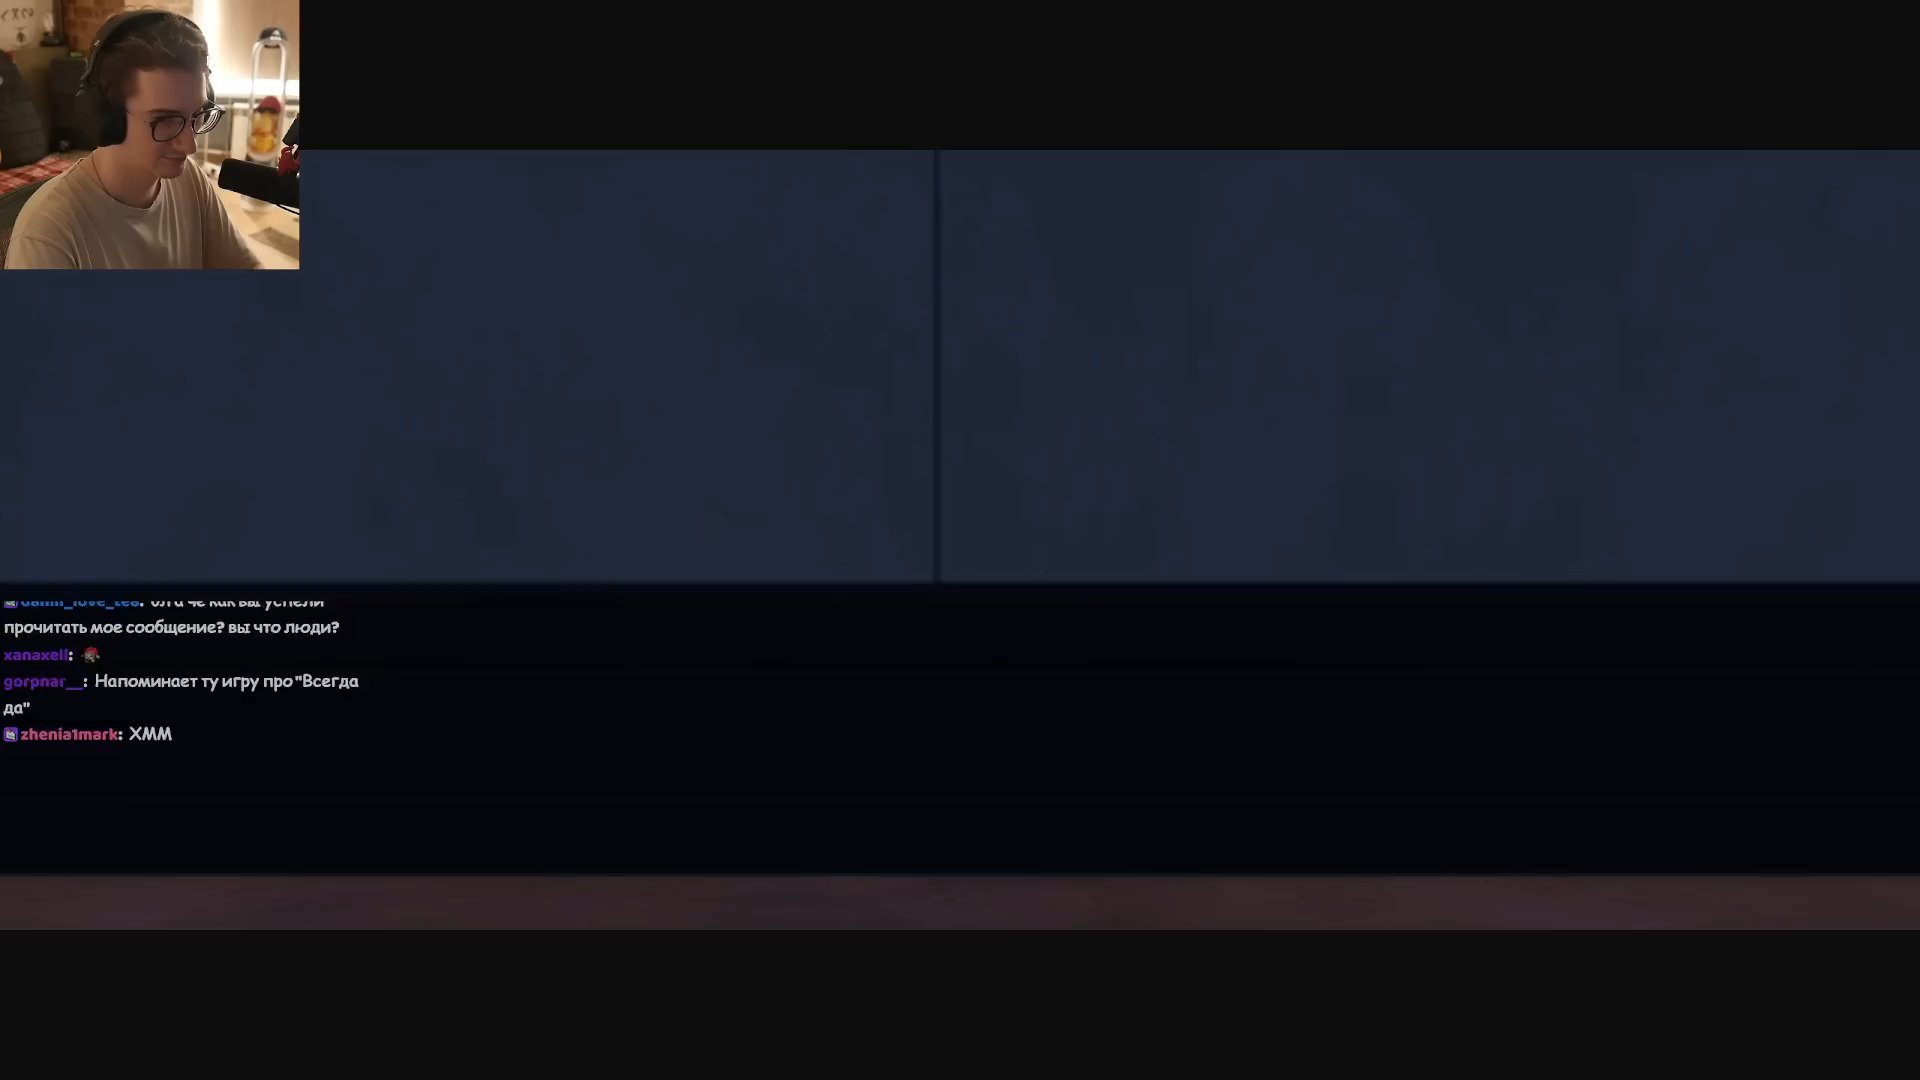 прочитать мое сообщение? вы что люди?
xanaxell:
gorpnar__: Напоминает ту игру про "Всегда
да"
zhenia1mark: ХММ